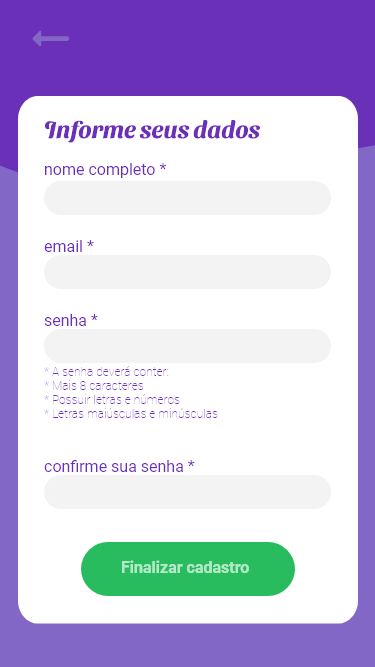 Informe seus dados
nome completo *
email *
senha *
* A senha deverá conter:
* Mais 8 caracteres
* Possuir letras e números
* Letras maiúsculas e minúsculas
confirme sua senha *
Finalizar cadastro